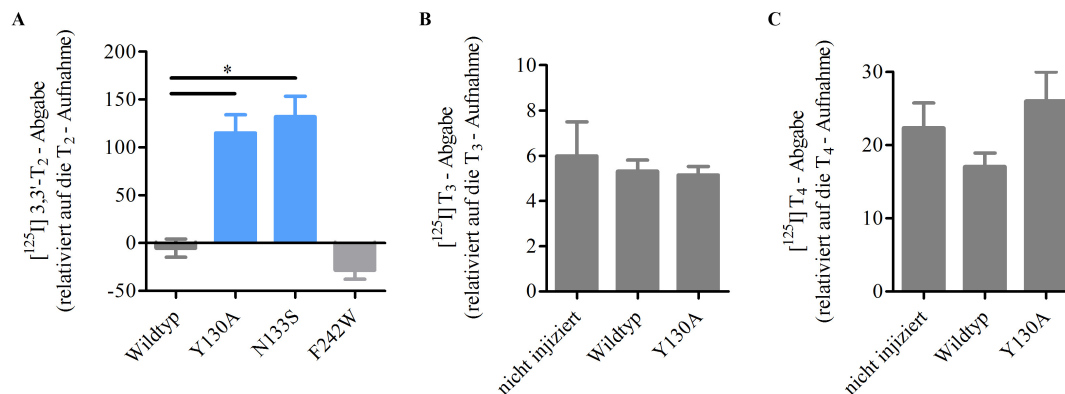 A
[125I] 3,3'-T2 - Abgabe
(relativiert auf die T2 - Aufnahme)
200
150
100
50
0
-50
*
Wildtyp
Y130A
N133S
F242W
B
[125I] T3 - Abgabe
(relativiert auf die T3 - Aufnahme)
10
8
6
4
2
0
nicht injiziert
Wildtyp
Y130A
C
[125I] T4 - Abgabe
(relativiert auf die T4 - Aufnahme)
30
20
10
0
nicht injiziert
Wildtyp
Y130A